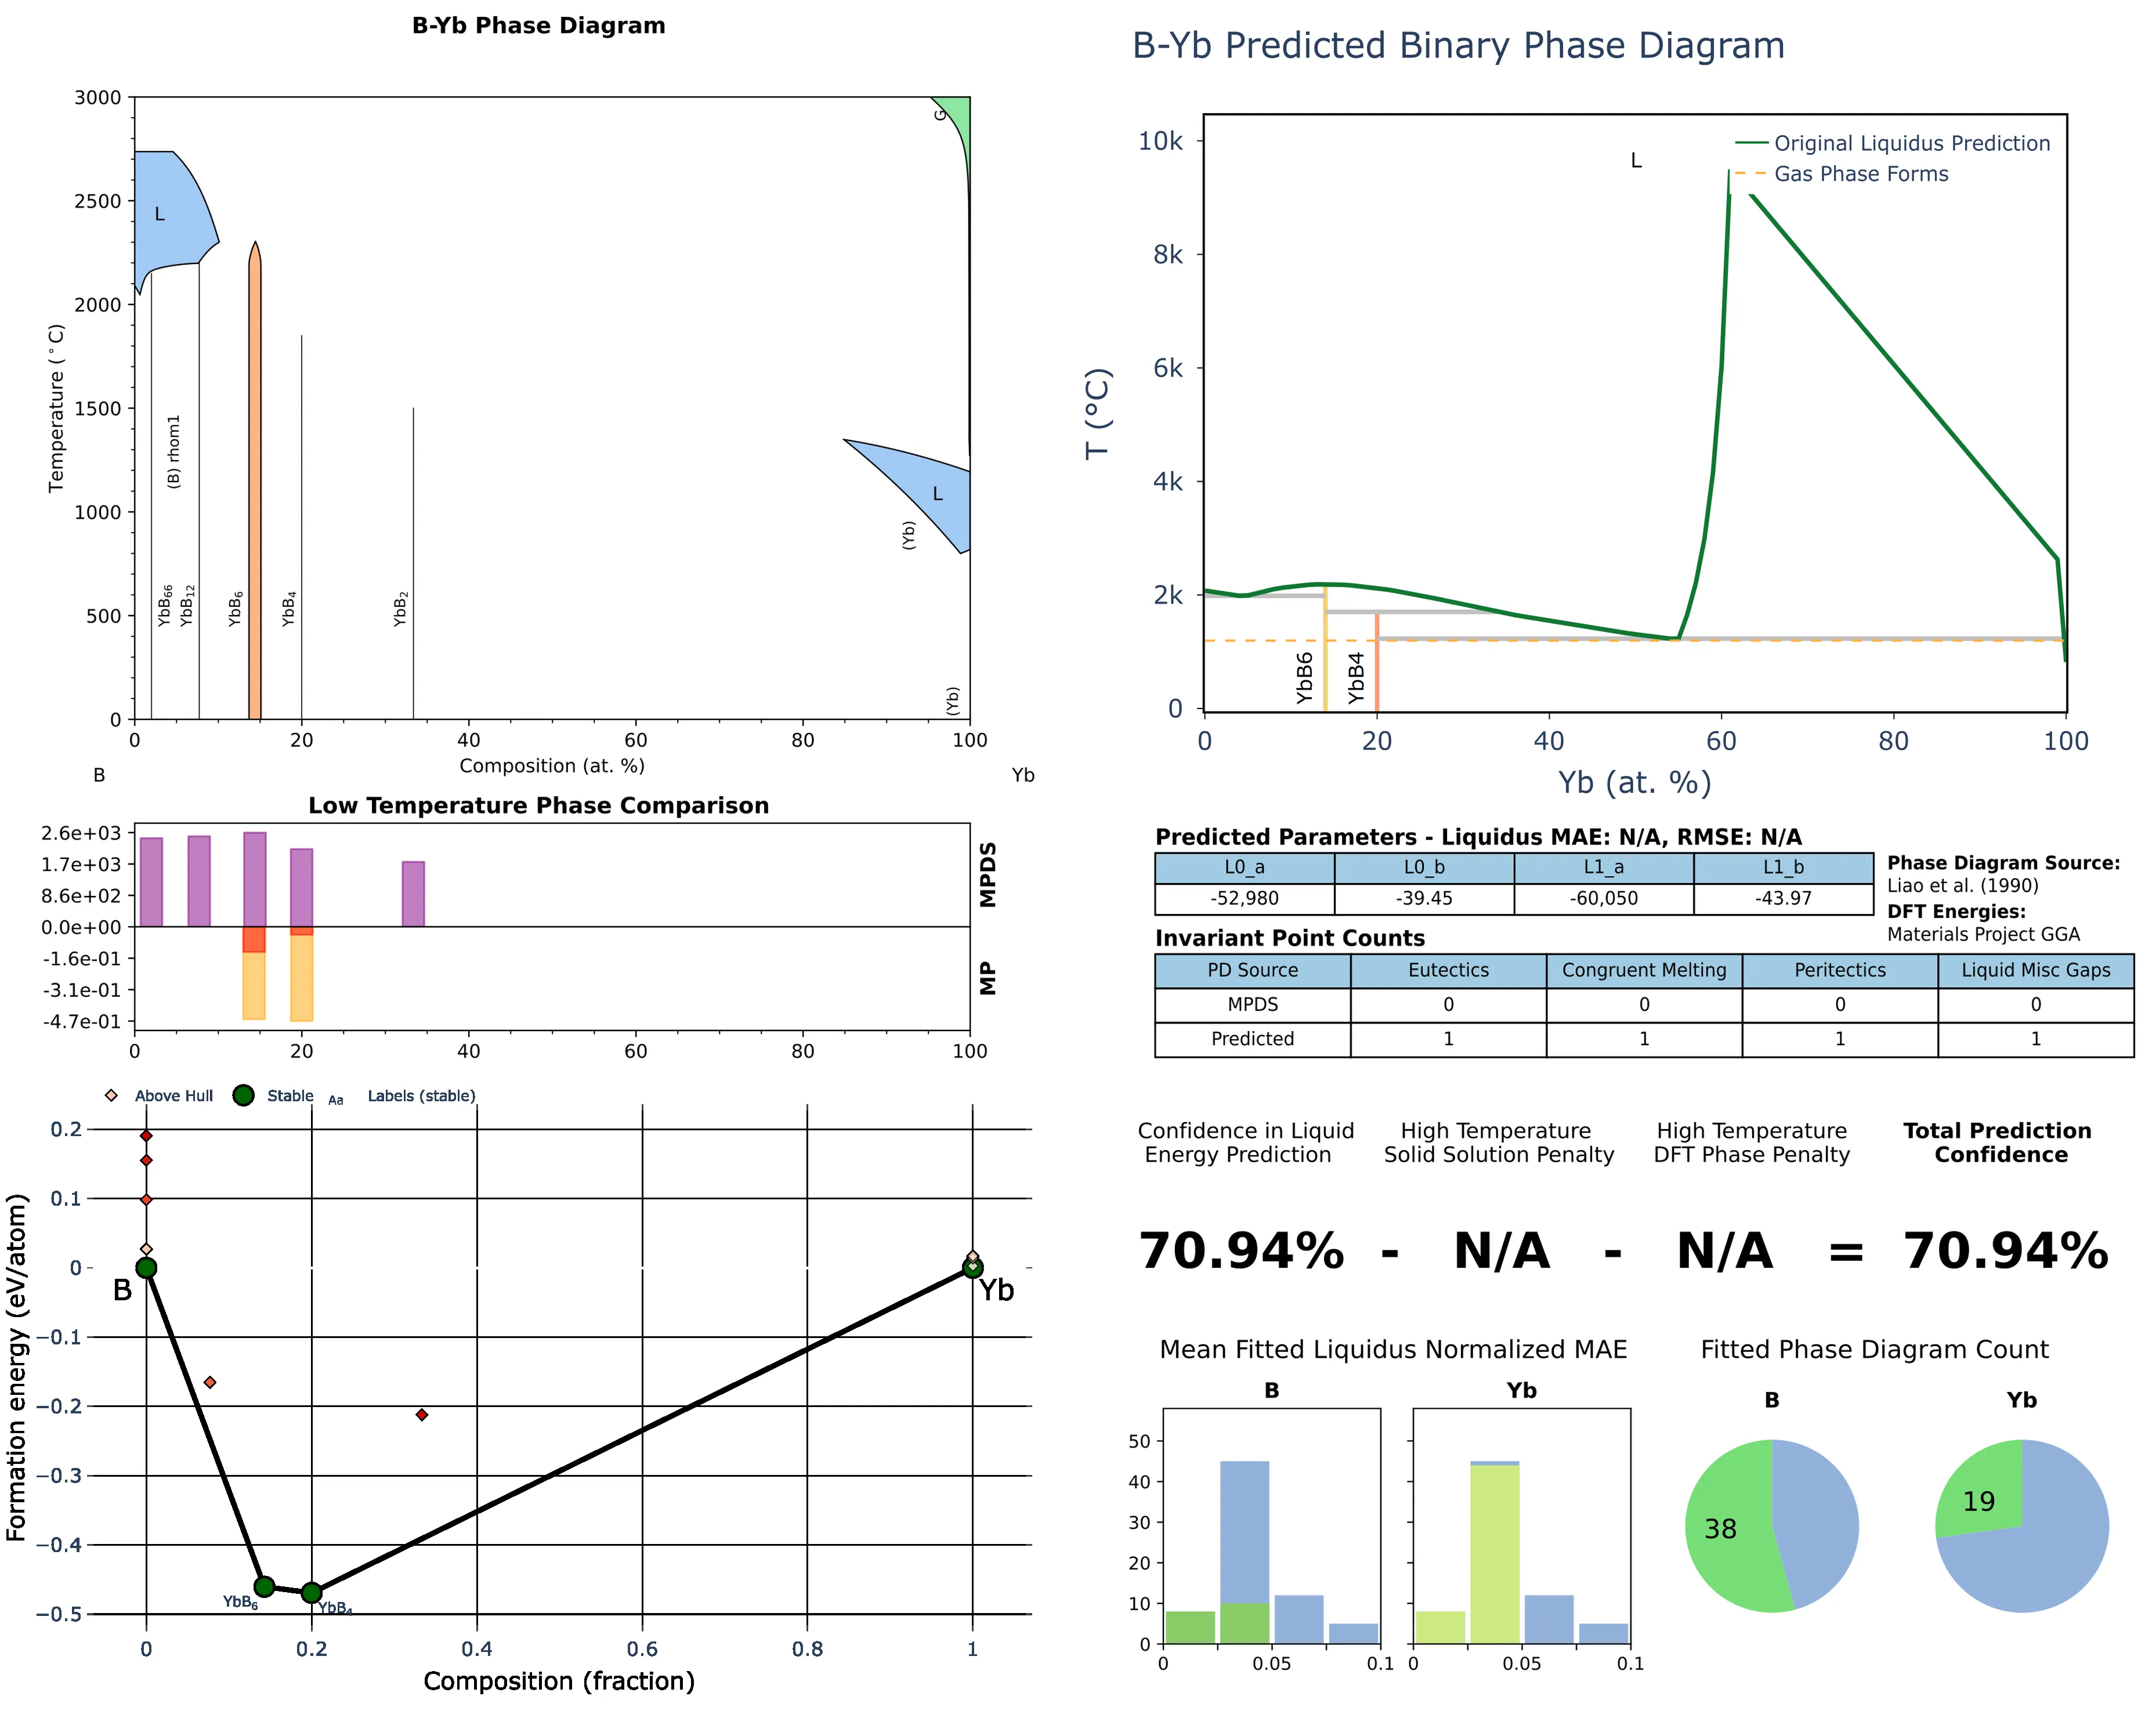 B-Yb Phase Diagram
3000
2500
2000
1500
1000
500
0
Temperature (°C)
L
G
L
(B) rhom1
YbB66
YbB12
YbB6
YbB4
YbB2
(Yb)
(Yb)
0 20 40 60 80 100
Composition (at. %)
B Yb
B-Yb Predicted Binary Phase Diagram
10k
8k
6k
4k
2k
0
T (°C)
L
Original Liquidus Prediction
Gas Phase Forms
YbB6
YbB4
0 20 40 60 80 100
Yb (at. %)
Low Temperature Phase Comparison
2.6e+03
1.7e+03
8.6e+02
0.0e+00
-1.6e-01
-3.1e-01
-4.7e-01
MPDS
MP
0 20 40 60 80 100
Predicted Parameters - Liquidus MAE: N/A, RMSE: N/A
L0_a L0_b L1_a L1_b
-52,980 -39.45 -60,050 -43.97
Phase Diagram Source:
Liao et al. (1990)
DFT Energies:
Materials Project GGA
Invariant Point Counts
PD Source Eutectics Congruent Melting Peritectics Liquid Misc Gaps
MPDS 0 0 0 0
Predicted 1 1 1 1
Above Hull Stable Aa Labels (stable)
0.2
0.1
0
−0.1
−0.2
−0.3
−0.4
−0.5
Formation energy (eV/atom)
B
Yb
YbB6
YbB4
0 0.2 0.4 0.6 0.8 1
Composition (fraction)
Confidence in Liquid
Energy Prediction
High Temperature
Solid Solution Penalty
High Temperature
DFT Phase Penalty
Total Prediction
Confidence
70.94% - N/A - N/A = 70.94%
Mean Fitted Liquidus Normalized MAE
B Yb
50
40
30
20
10
0
0 0.05 0.1
0 0.05 0.1
Fitted Phase Diagram Count
B Yb
38
19